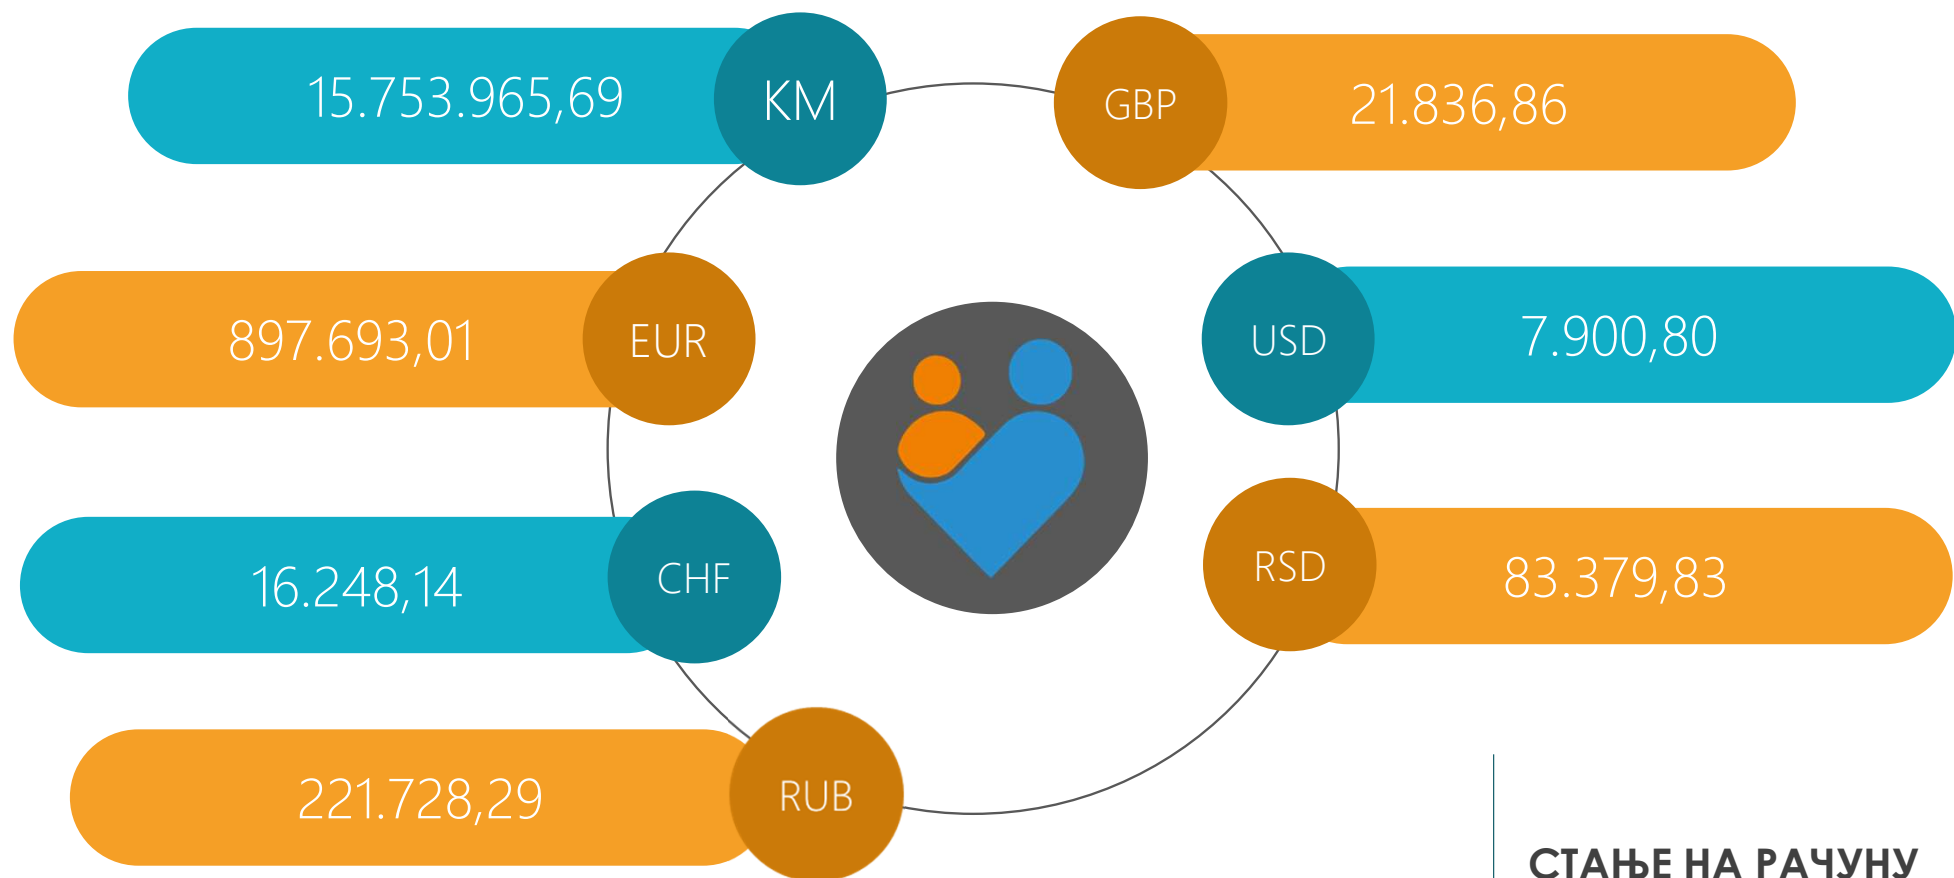 15.753.965,69
KM
GBP
21.836,86
897.693,01
EUR
USD
7.900,80
16.248,14
CHF
RSD
83.379,83
221.728,29
RUB
СТАЊЕ НА РАЧУНУ